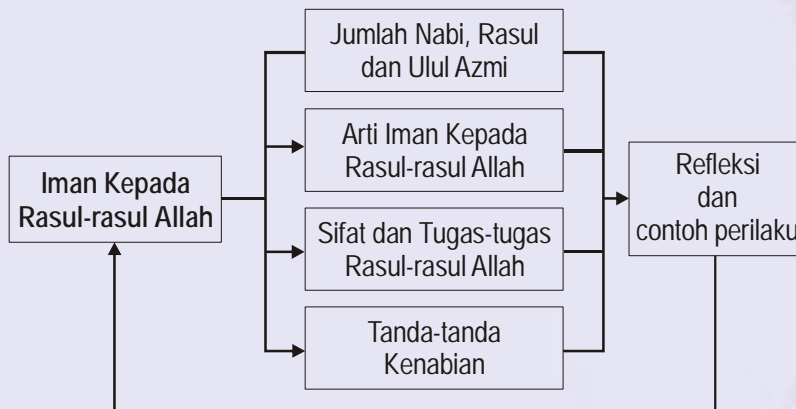 Iman Kepada
Rasul-rasul Allah
Jumlah Nabi, Rasul
dan Ulul Azmi
Arti Iman Kepada
Rasul-rasul Allah
Sifat dan Tugas-tugas
Rasul-rasul Allah
Tanda-tanda
Kenabian
Refleksi
dan
contoh perilaku